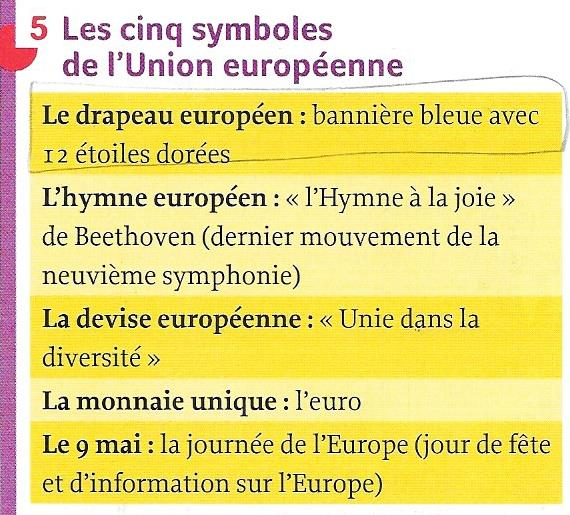 5 Les cinq symboles
de l'Union européenne
Le drapeau européen : bannière bleue avec
12 étoiles dorées
L'hymne européen : « l'Hymne à la joie »
de Beethoven (dernier mouvement de la
neuvième symphonie)
La devise européenne : « Unie dans la
diversité »
La monnaie unique : l'euro
Le 9 mai : la journée de l'Europe (jour de fête
et d'information sur l'Europe)